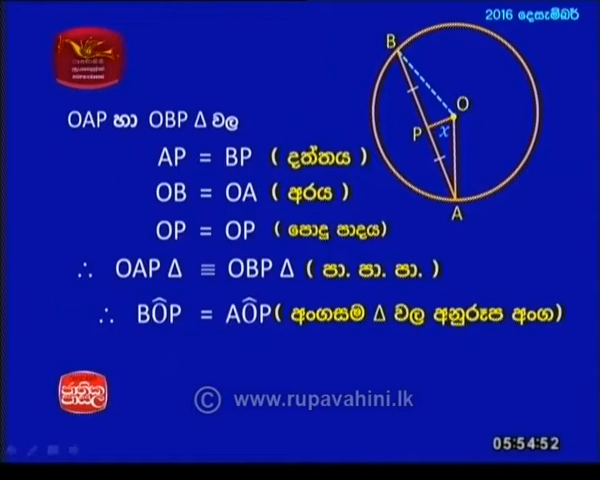 2016 දෙසැම්බර්
B
O
P x
A
OAP හා OBP Δ වල
AP = BP ( දත්තය )
OB = OA ( අරය )
OP = OP ( පොදු පාදය)
∴ OAP Δ ≡ OBP Δ ( පා. පා. පා. )
∴ BÔP = AÔP( අංගසම Δ වල අනුරූප අංග)
ජාතික
පාසල
© www.rupavahini.lk
05:54:52